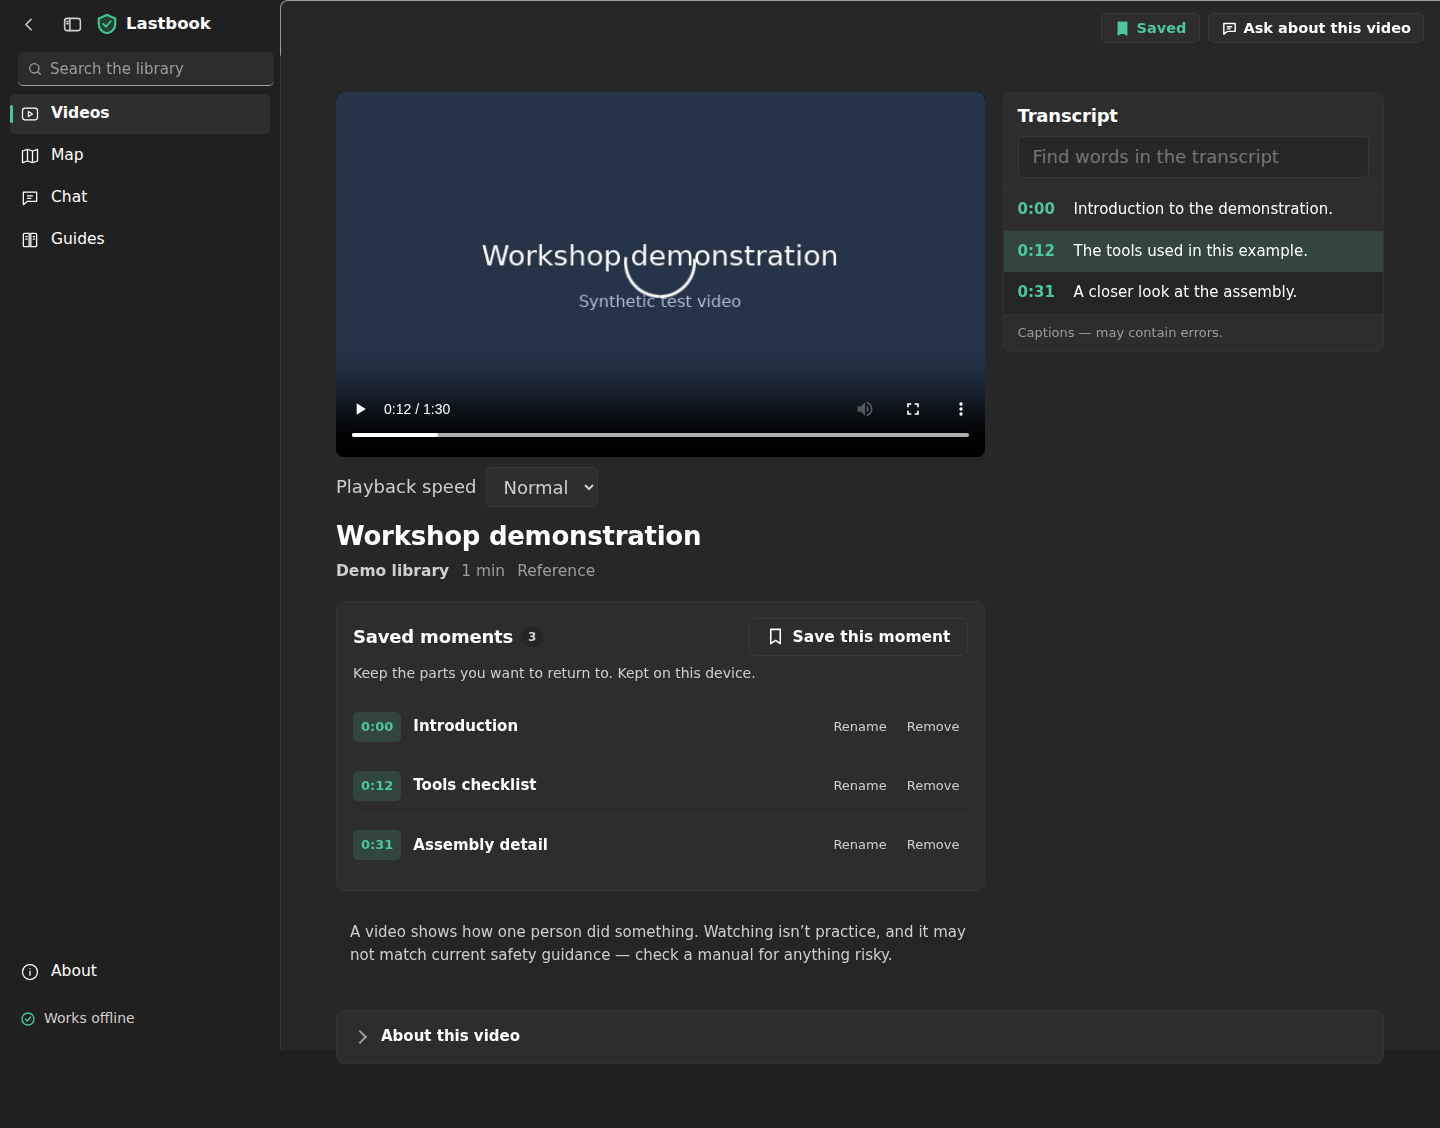 Lastbook
Search the library
Videos
Map
Chat
Guides
About
Works offline
Saved
Ask about this video
Workshop demonstration
Synthetic test video
0:12 / 1:30
Playback speed
Normal
Workshop demonstration
Demo library 1 min Reference
Saved moments 3
Save this moment
Keep the parts you want to return to. Kept on this device.
0:00 Introduction Rename Remove
0:12 Tools checklist Rename Remove
0:31 Assembly detail Rename Remove
A video shows how one person did something. Watching isn’t practice, and it may
not match current safety guidance — check a manual for anything risky.
About this video
Transcript
Find words in the transcript
0:00 Introduction to the demonstration.
0:12 The tools used in this example.
0:31 A closer look at the assembly.
Captions — may contain errors.